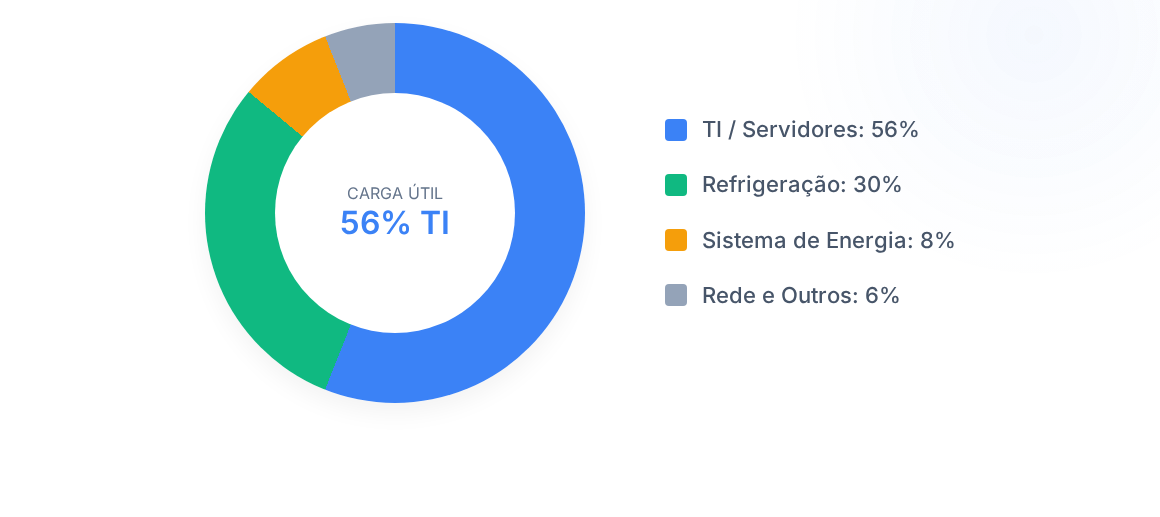 CARGA ÚTIL
56% TI
TI / Servidores: 56%
Refrigeração: 30%
Sistema de Energia: 8%
Rede e Outros: 6%